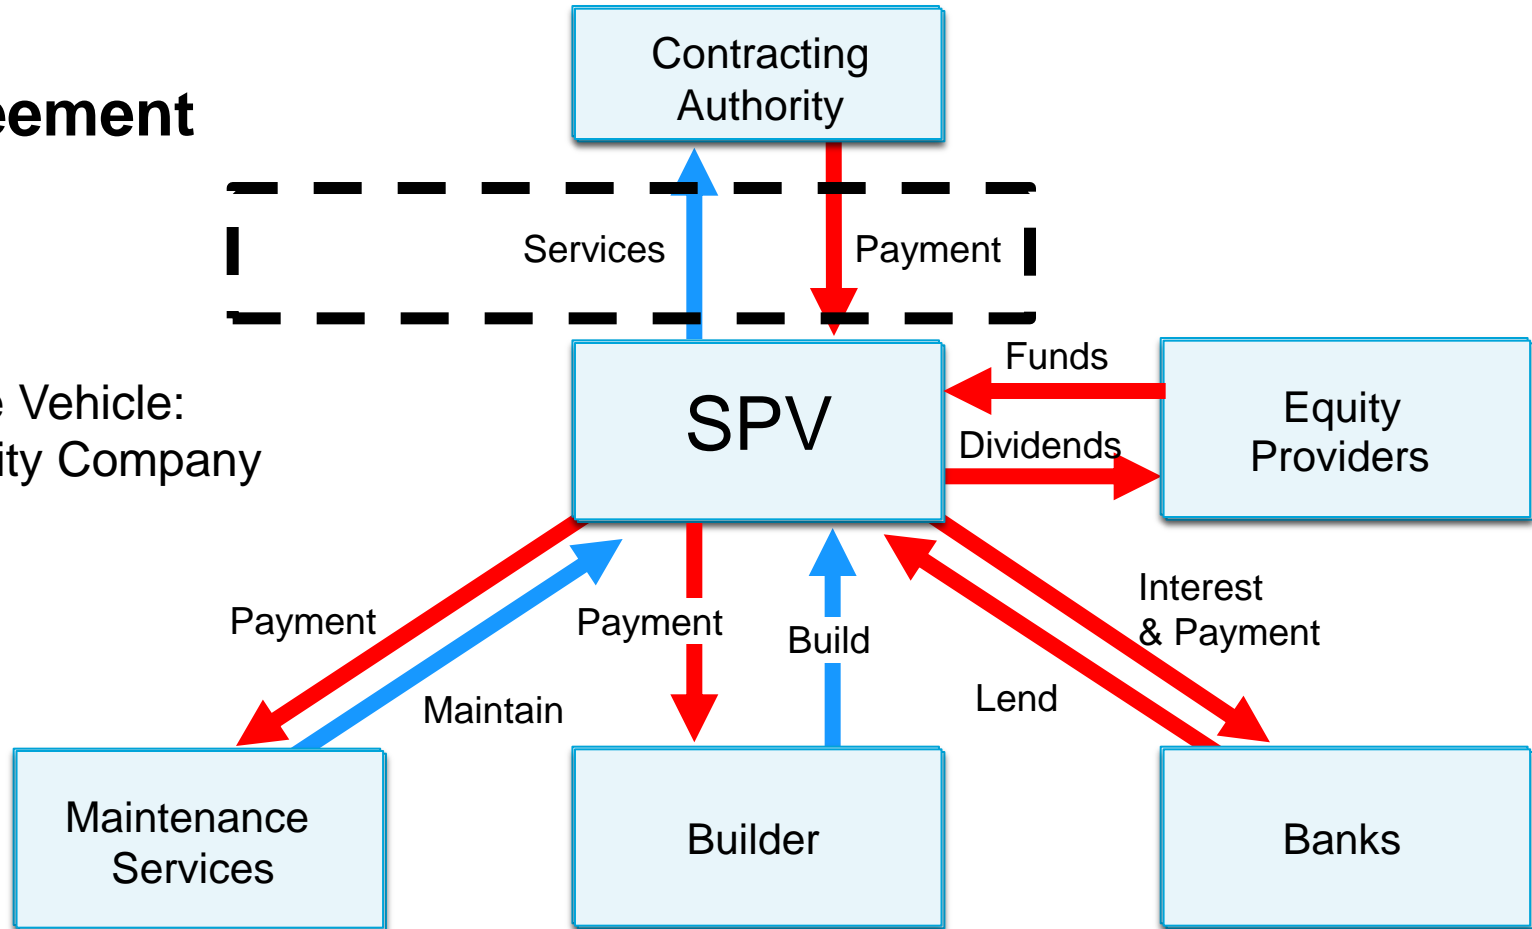 Contracting
Authority
eement
Services
Payment
Funds
SPV
Equity
Providers
e Vehicle:
ity Company
Dividends
Payment
Payment
Build
Interest
& Payment
Maintain
Lend
Maintenance
Services
Builder
Banks